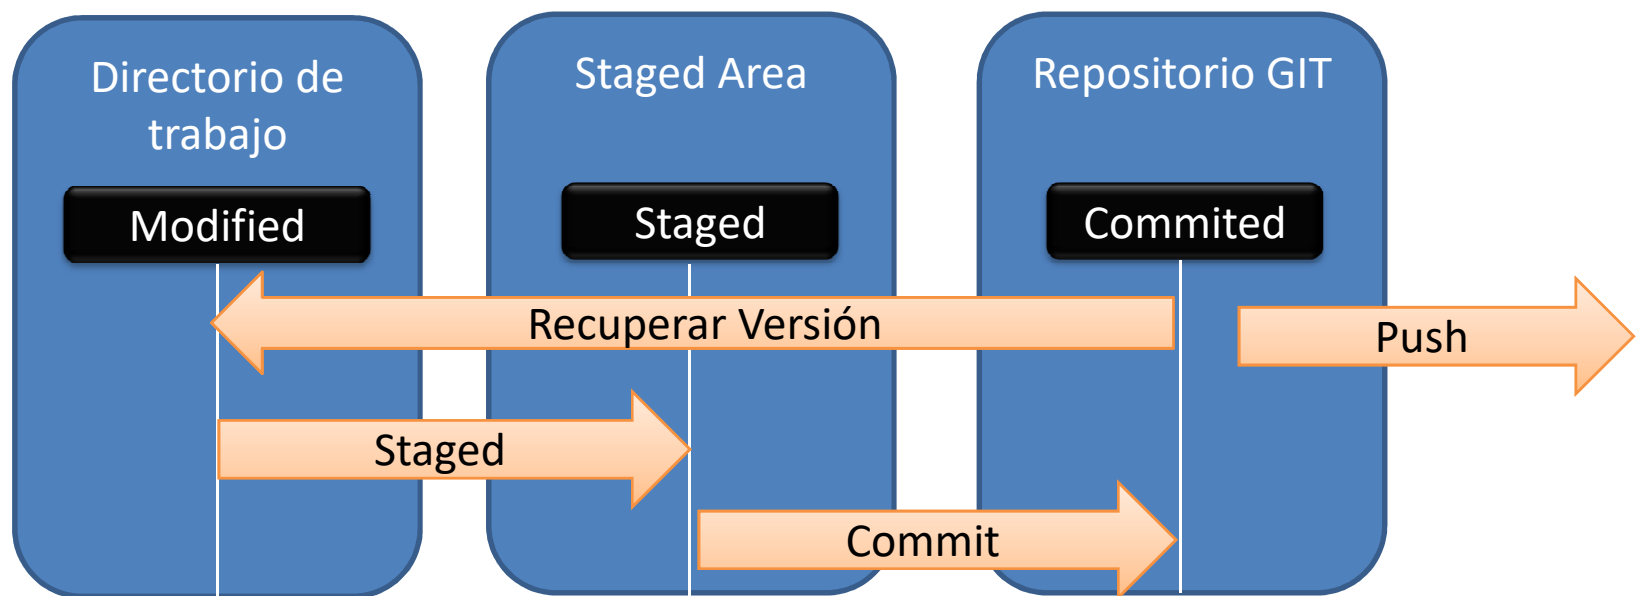 Directorio de
trabajo
Staged Area
Repositorio GIT
Modified
Staged
Commited
Recuperar Versión
Push
Staged
Commit